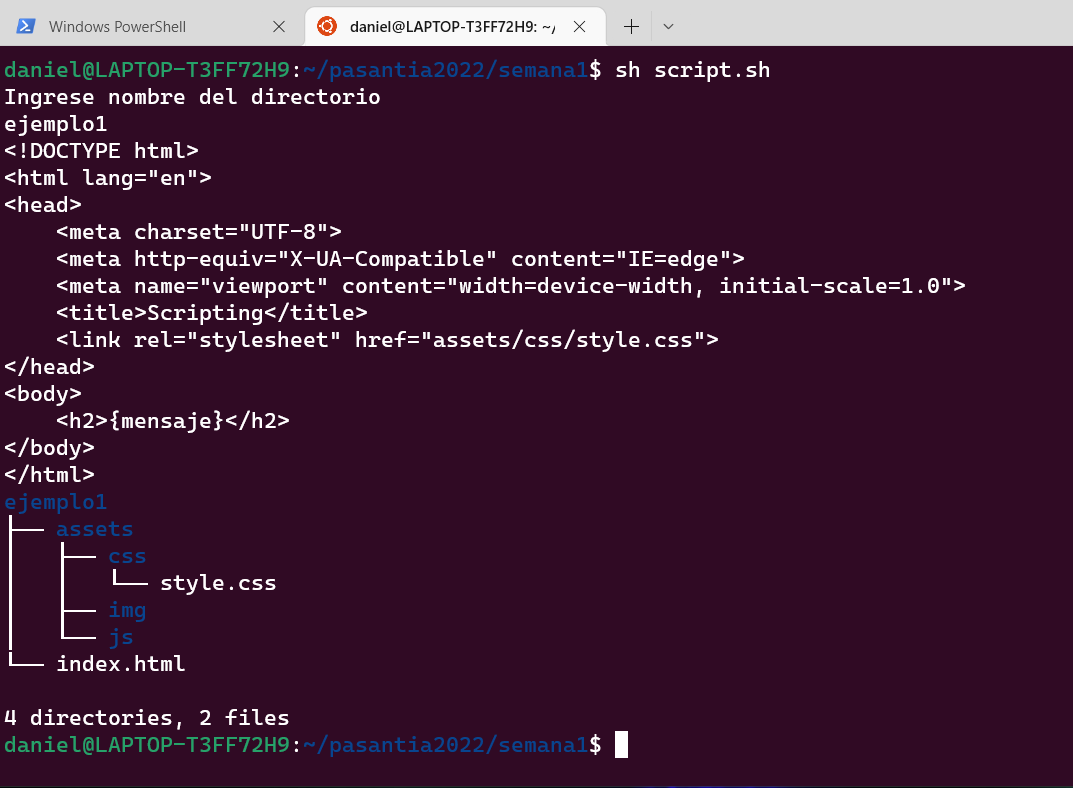 Windows PowerShell
daniel@LAPTOP-T3FF72H9: ~/
daniel@LAPTOP-T3FF72H9:~/pasantia2022/semana1$ sh script.sh
Ingrese nombre del directorio
ejemplo1
<!DOCTYPE html>
<html lang="en">
<head>
    <meta charset="UTF-8">
    <meta http-equiv="X-UA-Compatible" content="IE=edge">
    <meta name="viewport" content="width=device-width, initial-scale=1.0">
    <title>Scripting</title>
    <link rel="stylesheet" href="assets/css/style.css">
</head>
<body>
    <h2>{mensaje}</h2>
</body>
</html>
ejemplo1
├── assets
│   ├── css
│   │   └── style.css
│   ├── img
│   └── js
└── index.html

4 directories, 2 files
daniel@LAPTOP-T3FF72H9:~/pasantia2022/semana1$